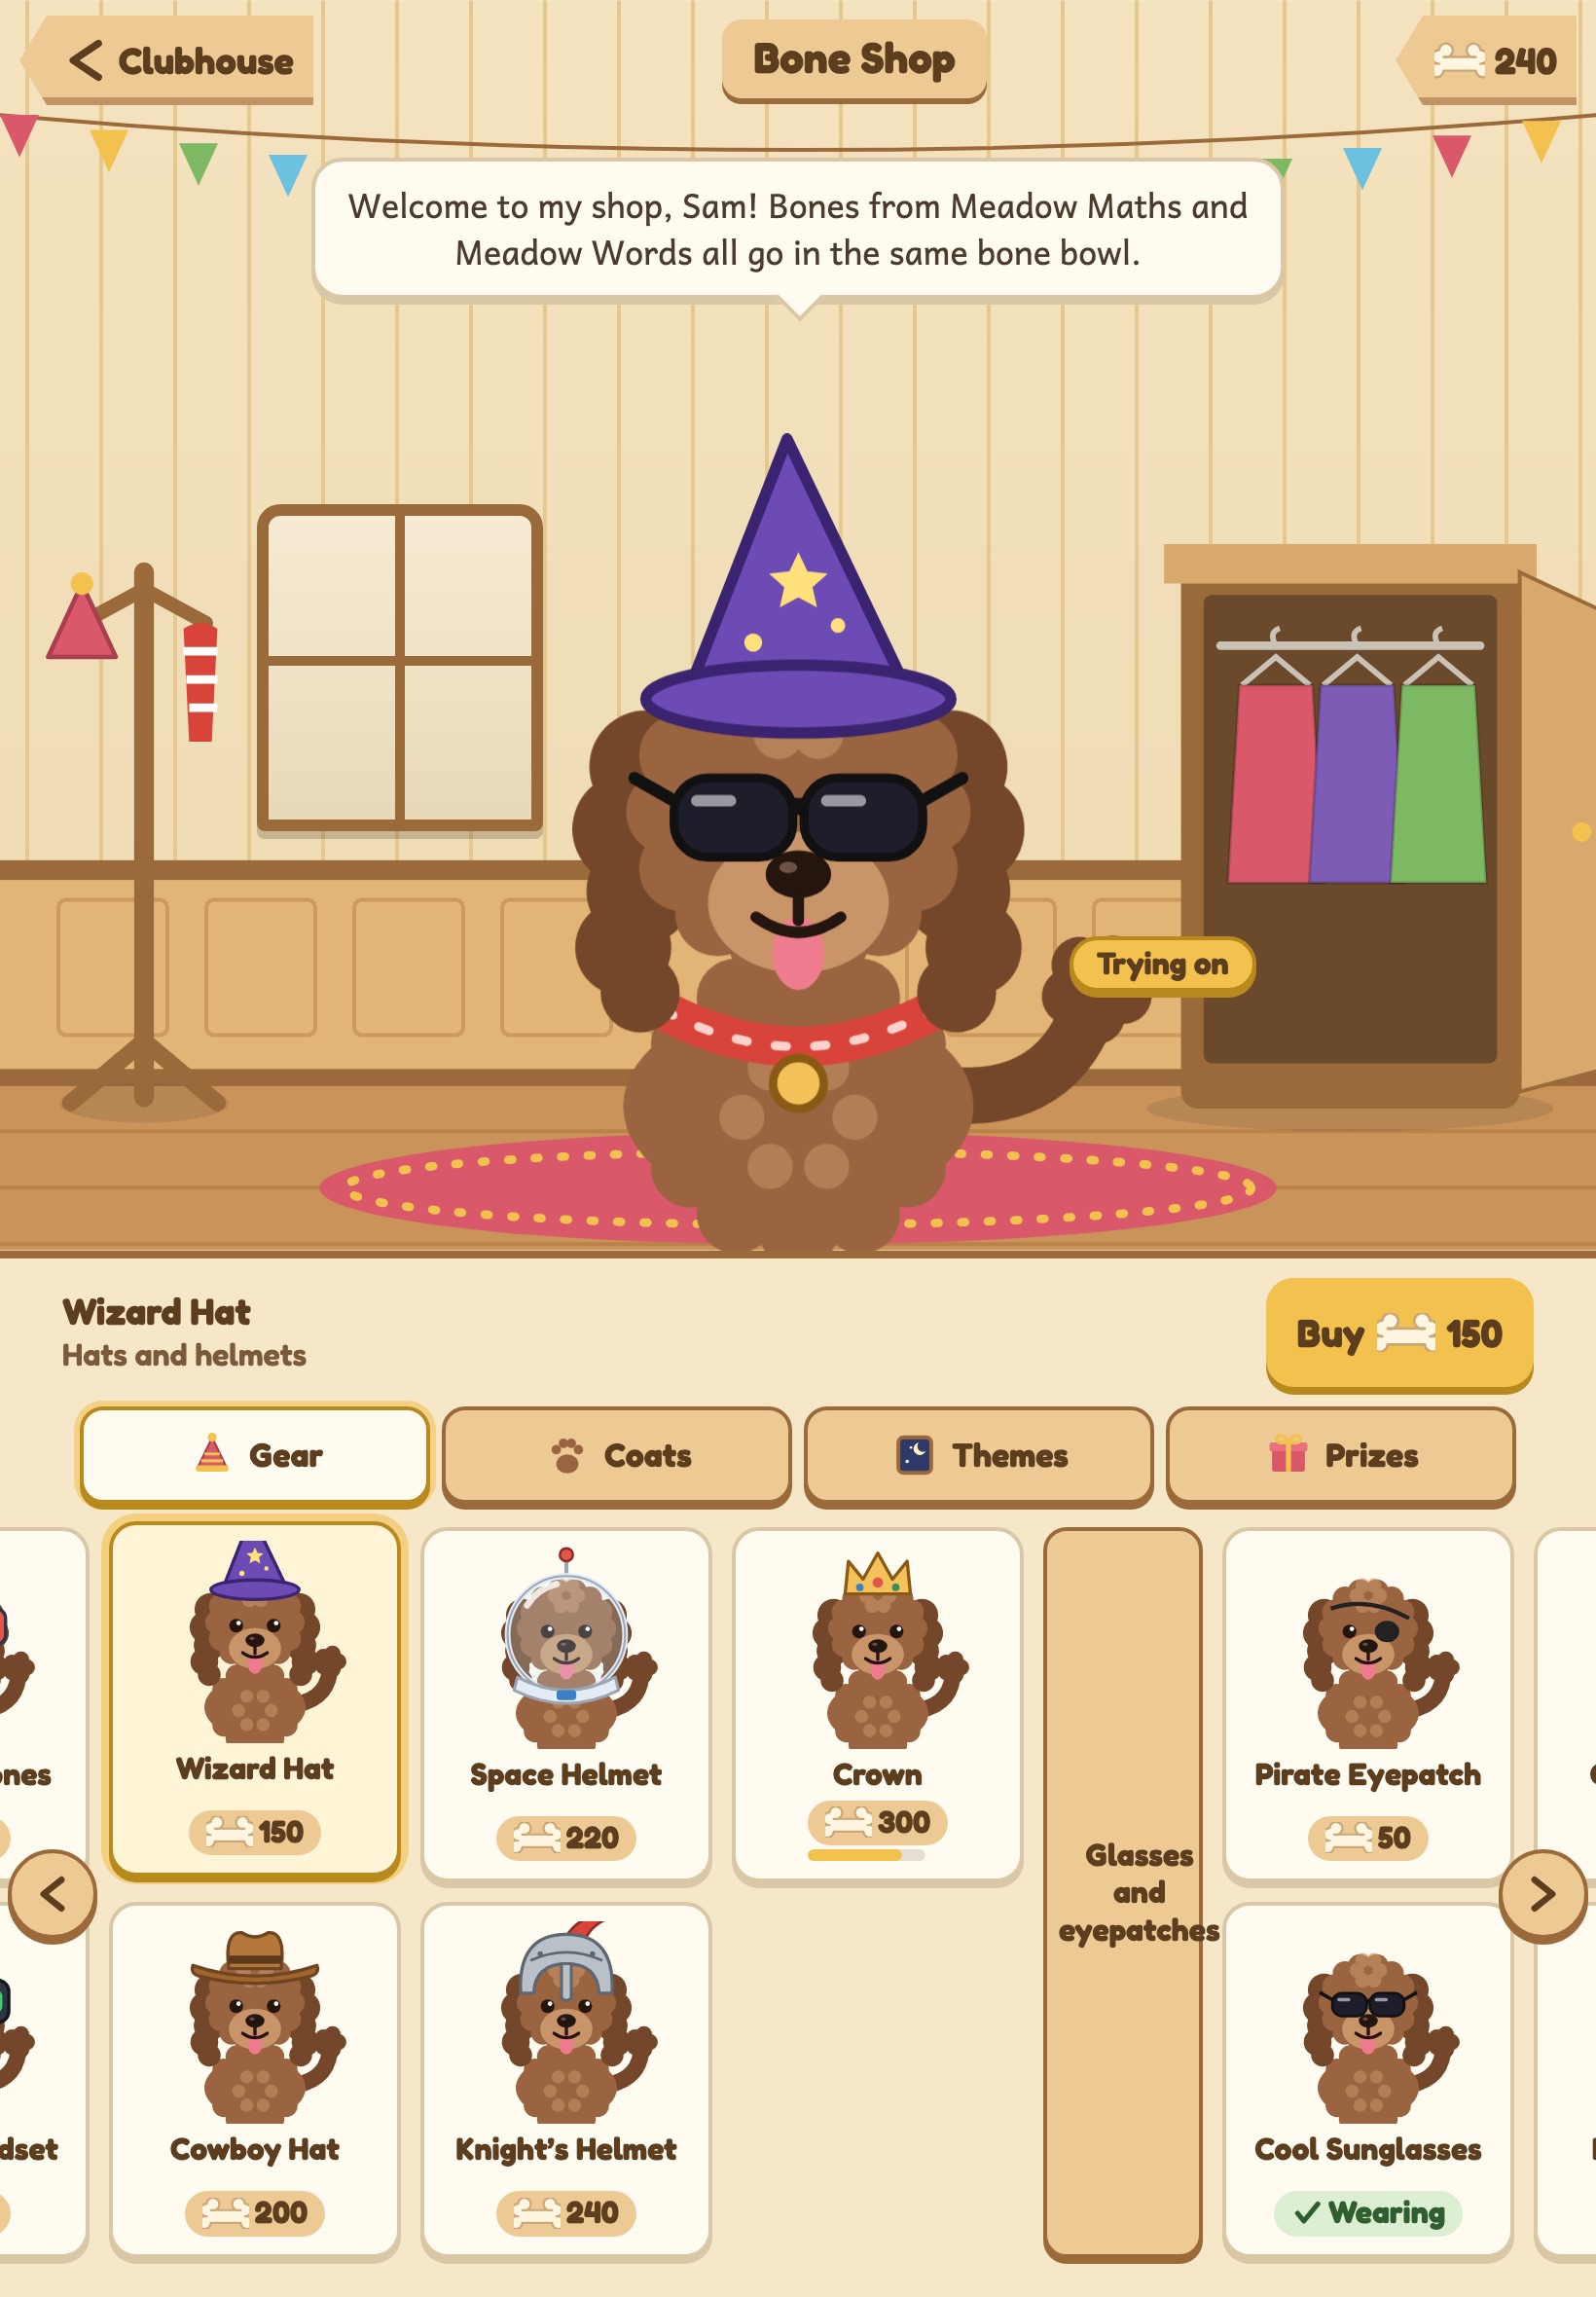 Clubhouse
Bone Shop
240
Welcome to my shop, Sam! Bones from Meadow Maths and
Meadow Words all go in the same bone bowl.
Trying on
Wizard Hat
Hats and helmets
Buy 150
Gear
Coats
Themes
Prizes
Wizard Hat
150
Space Helmet
220
Crown
300
Glasses
and
eyepatches
Pirate Eyepatch
50
Cowboy Hat
200
Knight's Helmet
240
Cool Sunglasses
Wearing